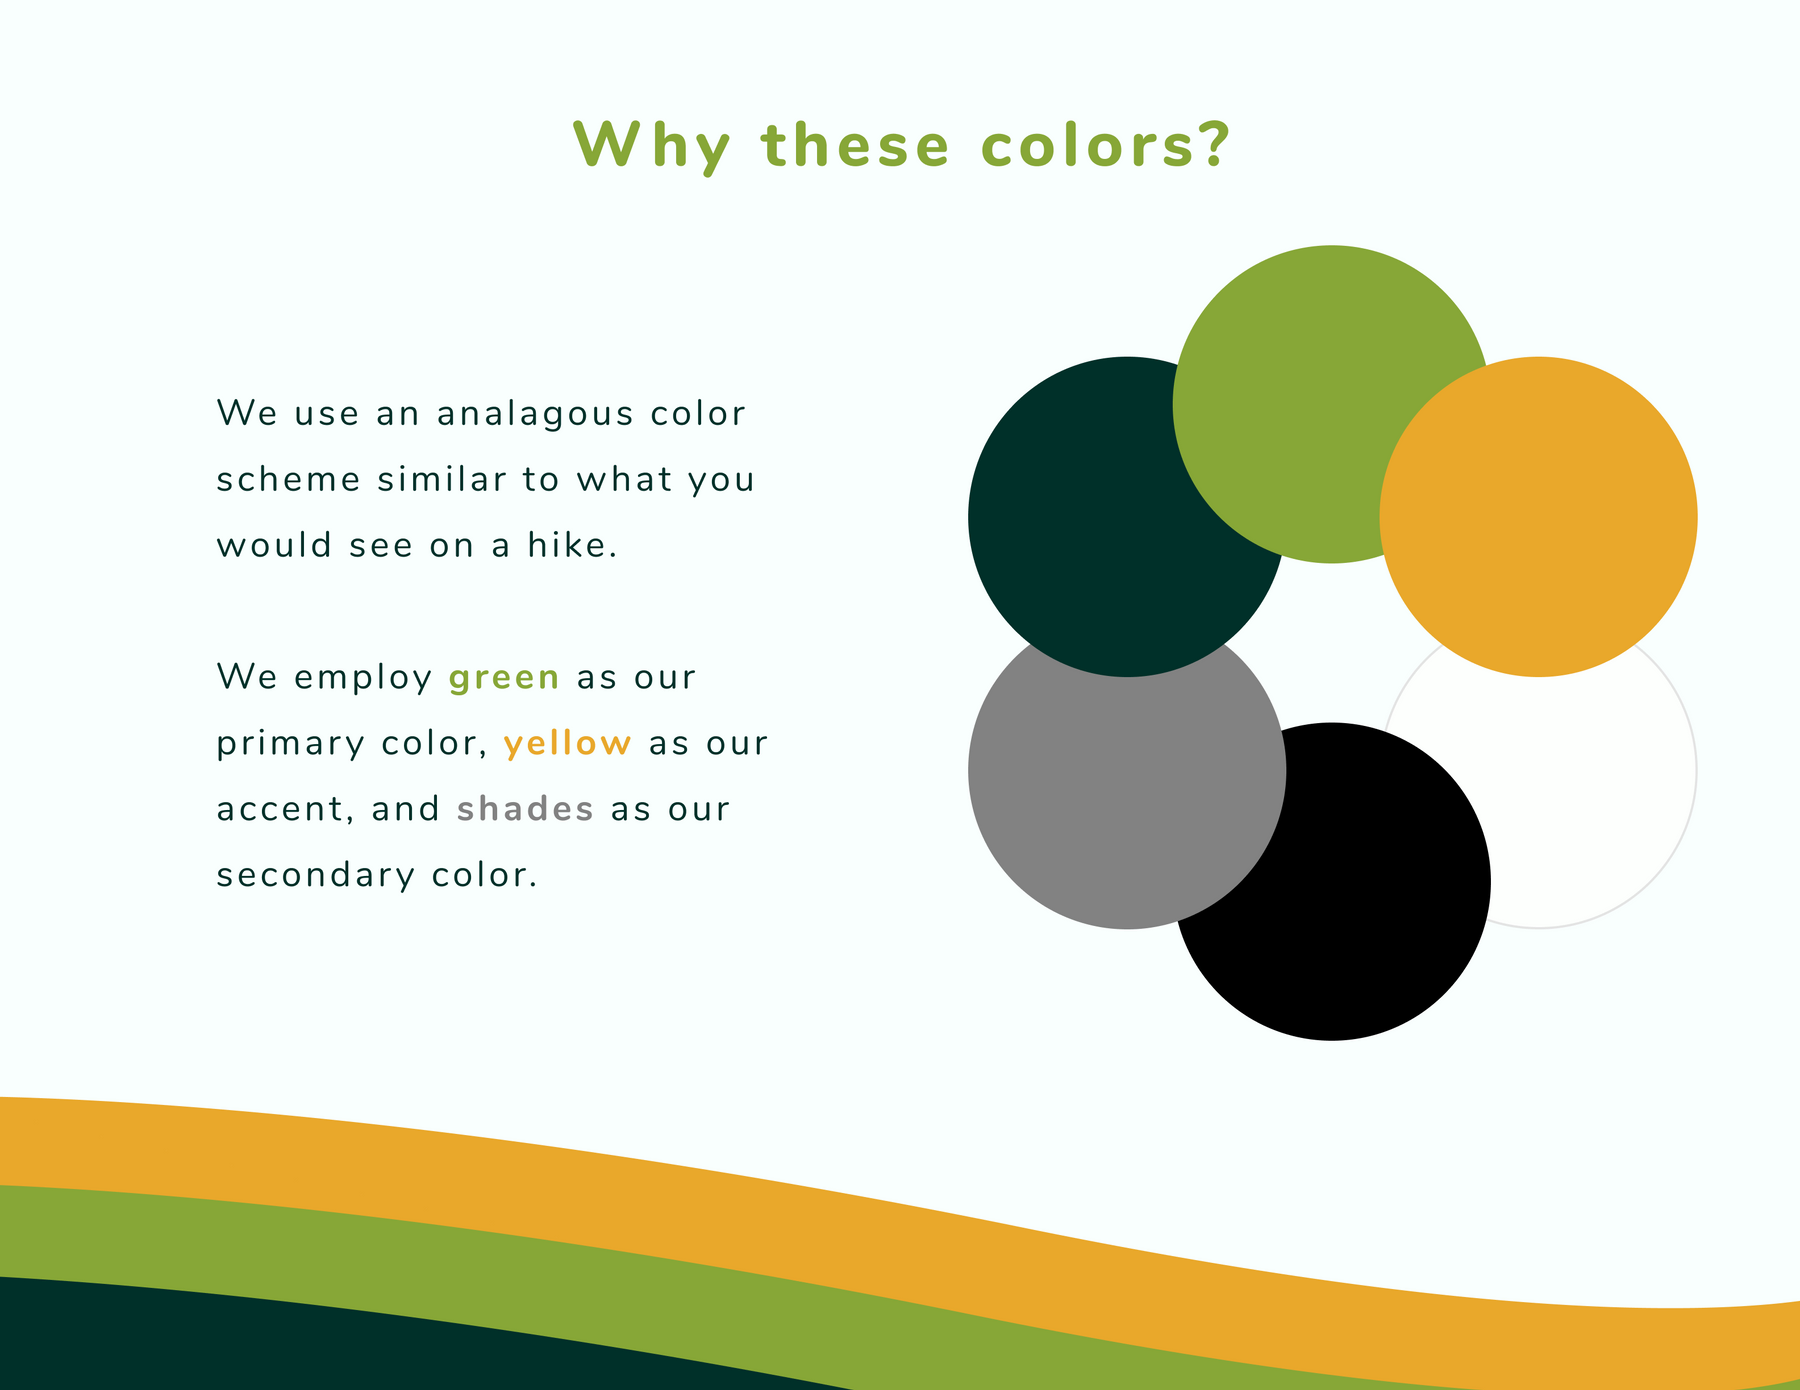 Why these colors?
We use an analagous color
scheme similar to what you
would see on a hike.
We employ green as our
primary color, yellow as our
accent, and shades as our
secondary color.